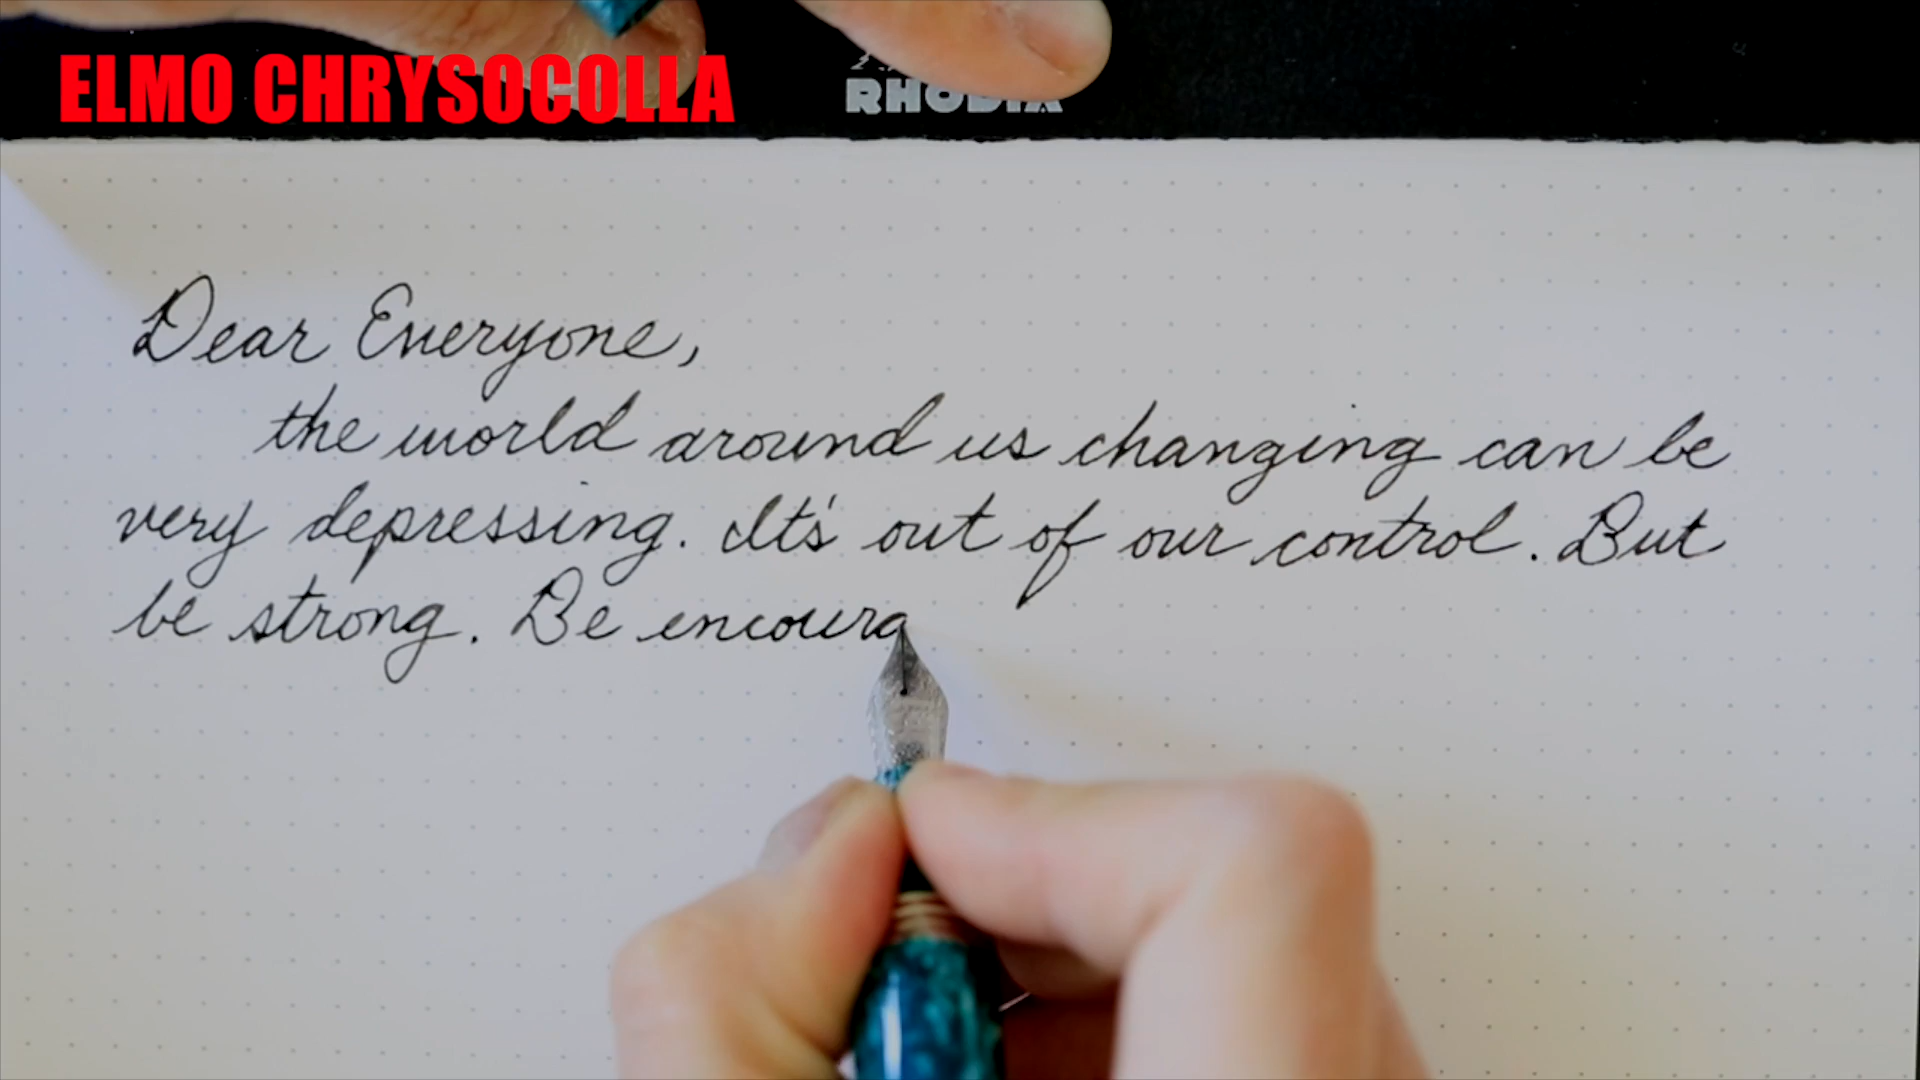 ELMO CHRYSOCOLLA
RHODIA
Dear Everyone,
the world around us changing can be
very depressing. It's out of our control. But
be strong. Be encoura